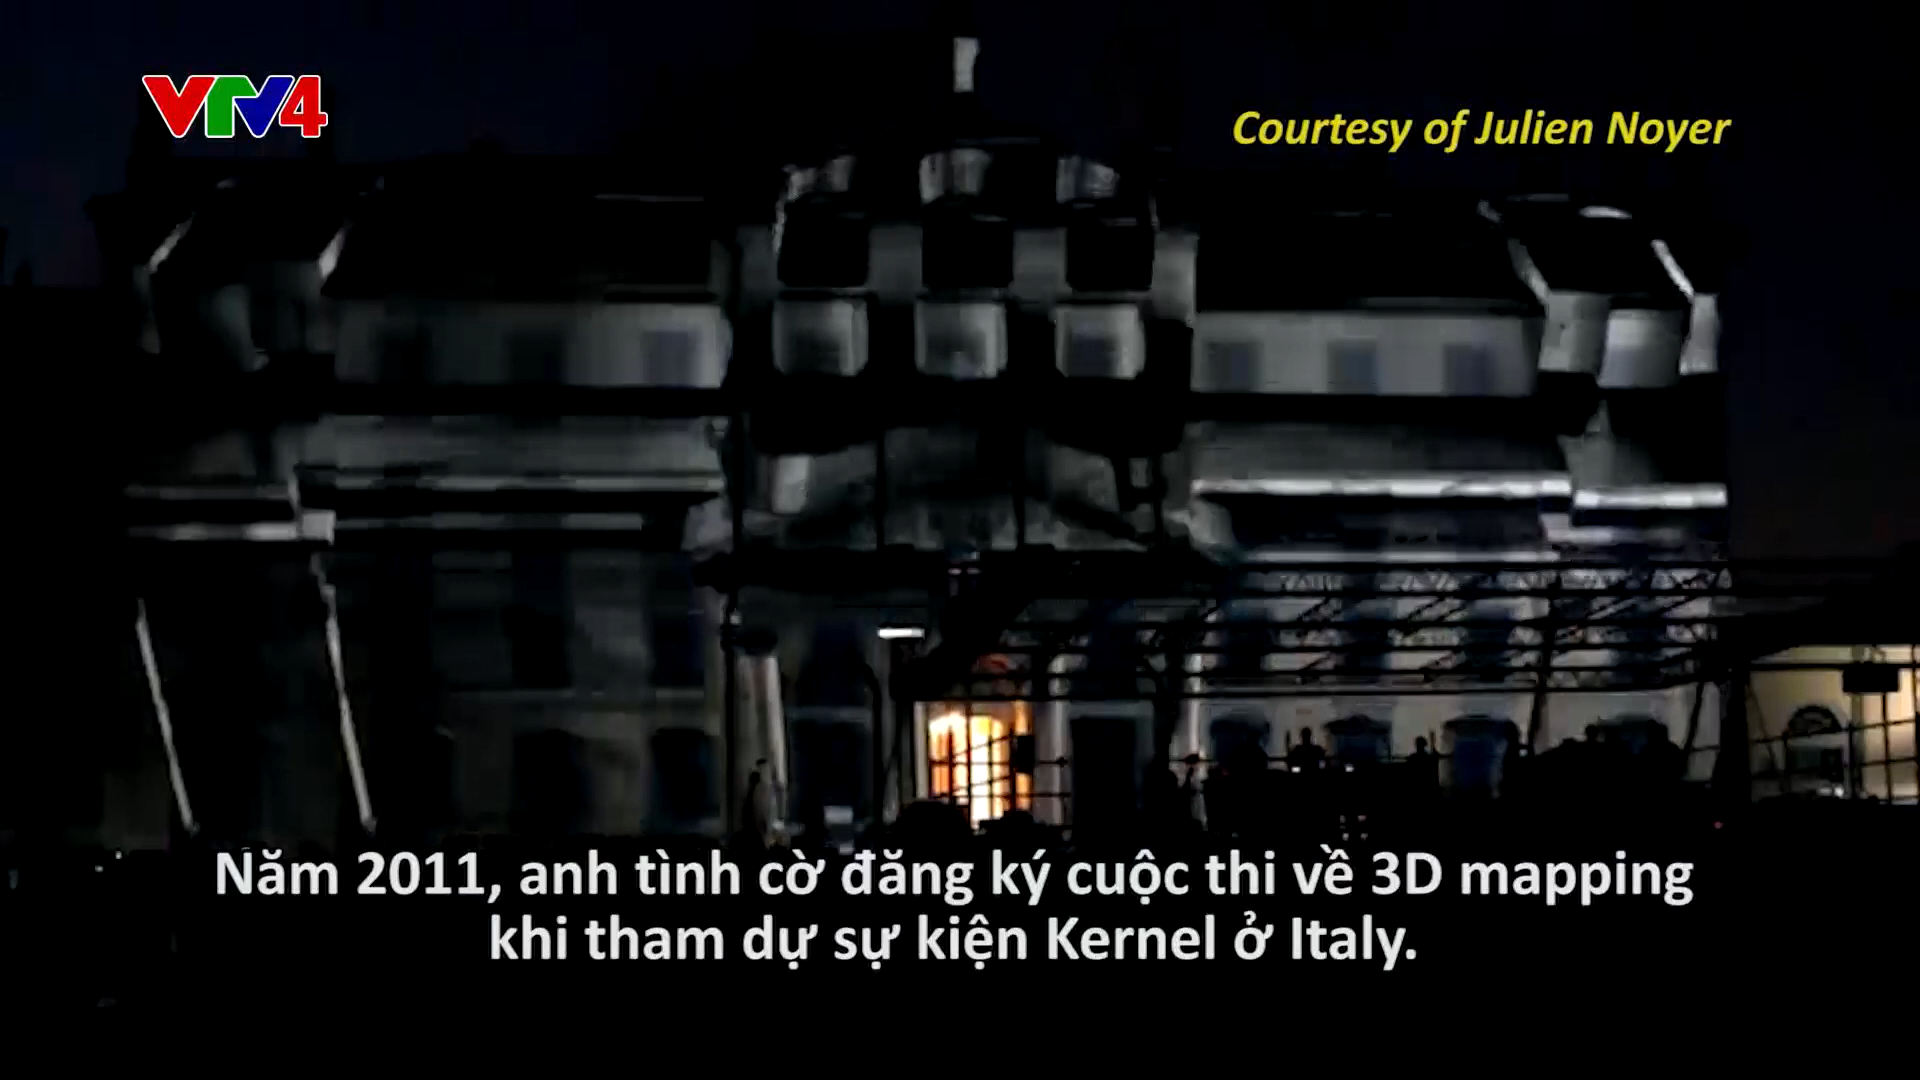 VTV4
Courtesy of Julien Noyer
Năm 2011, anh tình cờ đăng ký cuộc thi về 3D mapping
khi tham dự sự kiện Kernel ở Italy.